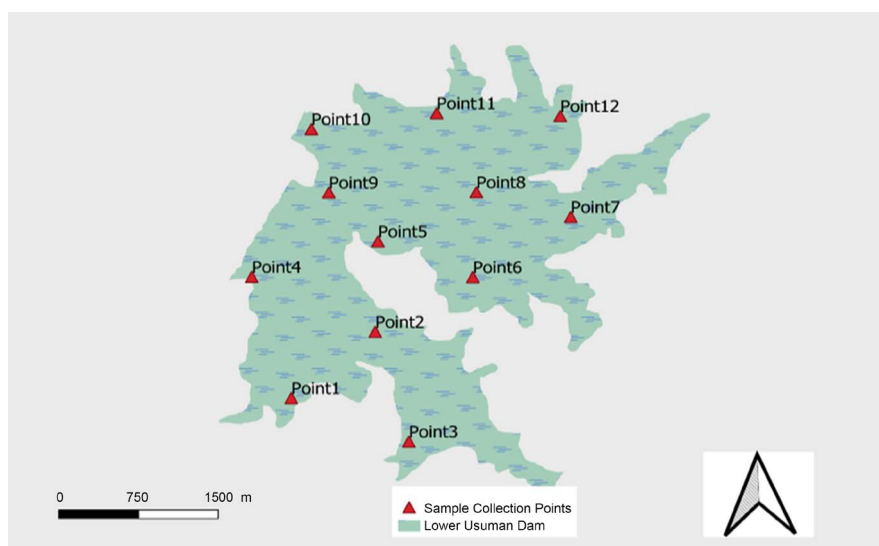 Point11
Point12
Point10
Point9
Point8
Point7
Point5
Point4
Point6
Point2
Point1
Point3
0 750 1500 m
Sample Collection Points
Lower Usuman Dam